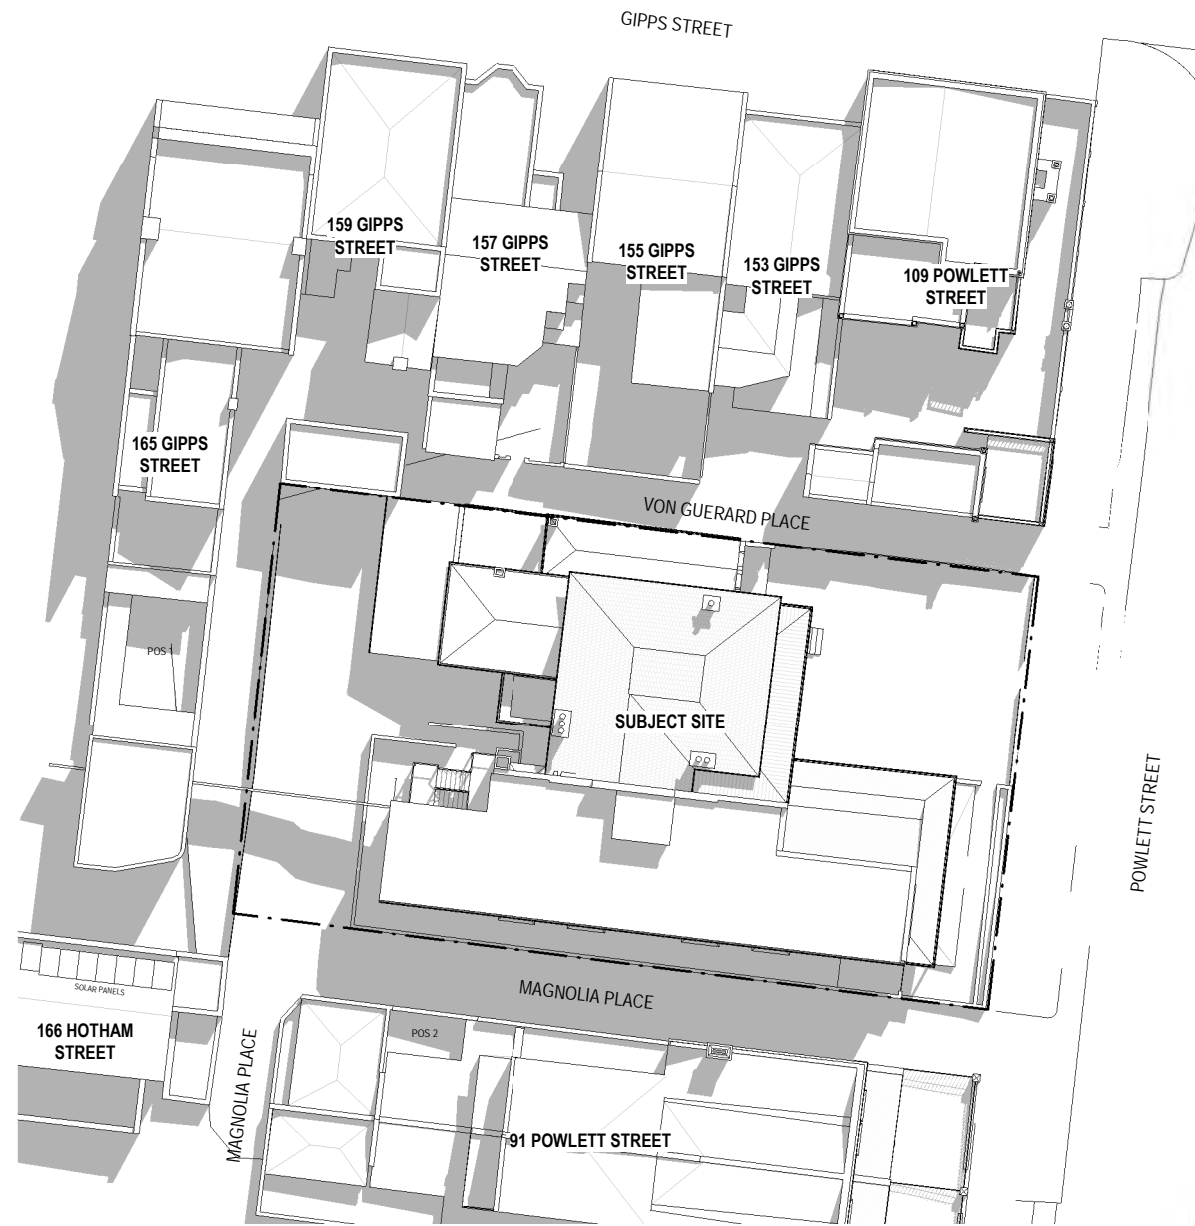 GIPPS STREET
159 GIPPS
STREET
157 GIPPS
STREET
155 GIPPS
STREET
153 GIPPS
STREET
109 POWLETT
STREET
165 GIPPS
STREET
VON GUERARD PLACE
POS 1
SUBJECT SITE
POWLETT STREET
SOLAR PANELS
MAGNOLIA PLACE
166 HOTHAM
STREET
POS 2
MAGNOLIA PLACE
91 POWLETT STREET